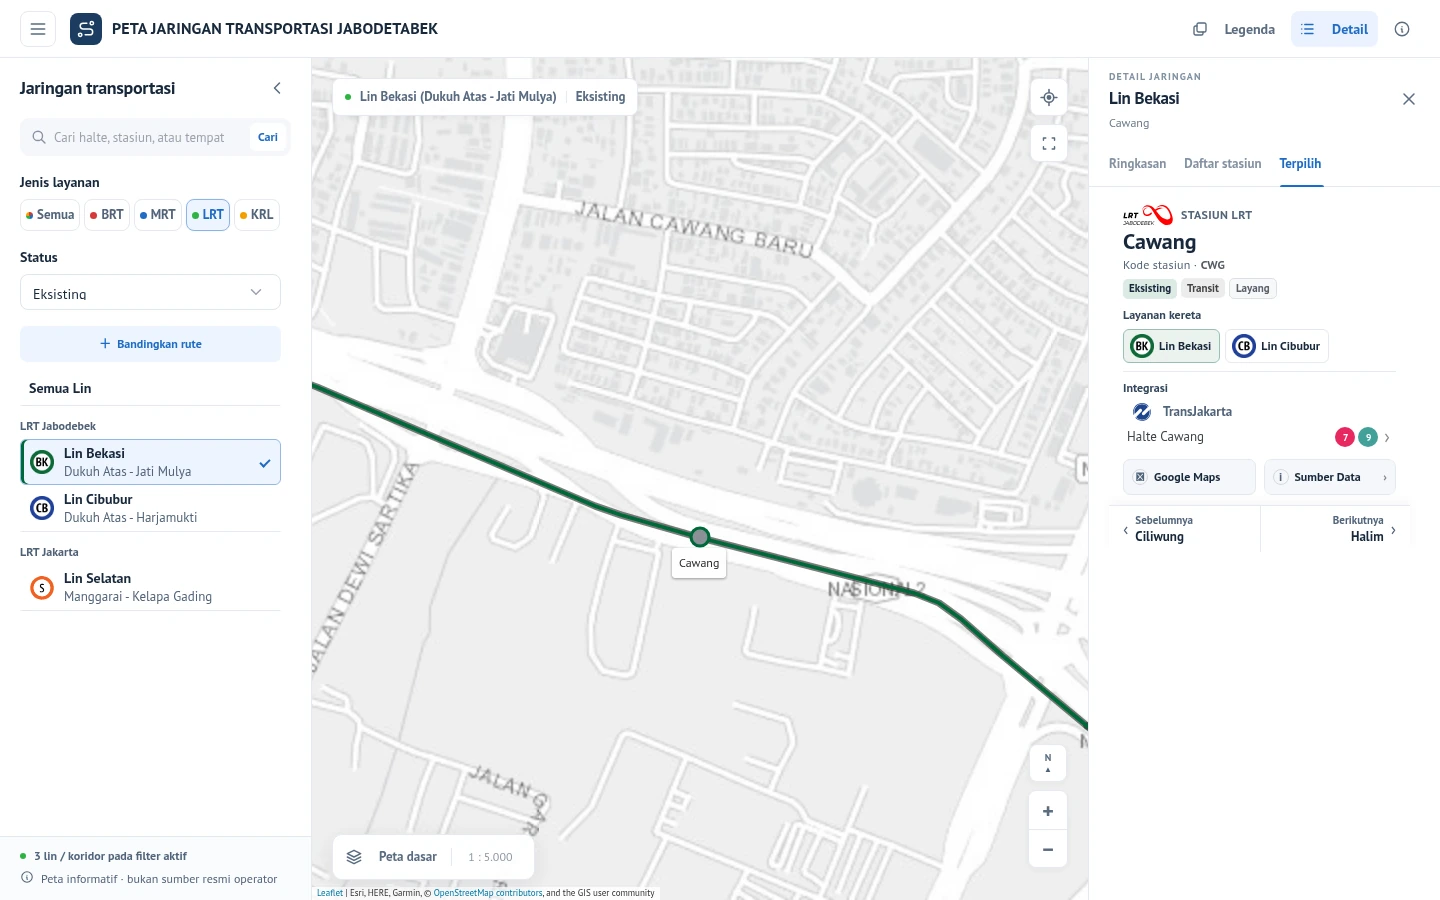 PETA JARINGAN TRANSPORTASI JABODETABEK
Legenda
Detail
Jaringan transportasi
Cari halte, stasiun, atau tempat
Cari
Jenis layanan
Semua
BRT
MRT
LRT
KRL
Status
Eksisting
+ Bandingkan rute
Semua Lin
LRT Jabodebek
BK
Lin Bekasi
Dukuh Atas - Jati Mulya
CB
Lin Cibubur
Dukuh Atas - Harjamukti
LRT Jakarta
S
Lin Selatan
Manggarai - Kelapa Gading
3 lin / koridor pada filter aktif
Peta informatif · bukan sumber resmi operator
Lin Bekasi (Dukuh Atas - Jati Mulya)
Eksisting
JALAN CAWANG BARU
JALAN DEWI SARTIKA
Cawang
NASIONAL 2
JALAN G
N
+
−
Peta dasar
1 : 5.000
Leaflet | Esri, HERE, Garmin, © OpenStreetMap contributors, and the GIS user community
DETAIL JARINGAN
Lin Bekasi
Cawang
Ringkasan
Daftar stasiun
Terpilih
LRT
JABODEBEK
STASIUN LRT
Cawang
Kode stasiun · CWG
Eksisting
Transit
Layang
Layanan kereta
BK
Lin Bekasi
CB
Lin Cibubur
Integrasi
TransJakarta
Halte Cawang
7
9
Google Maps
Sumber Data
Sebelumnya
Ciliwung
Berikutnya
Halim